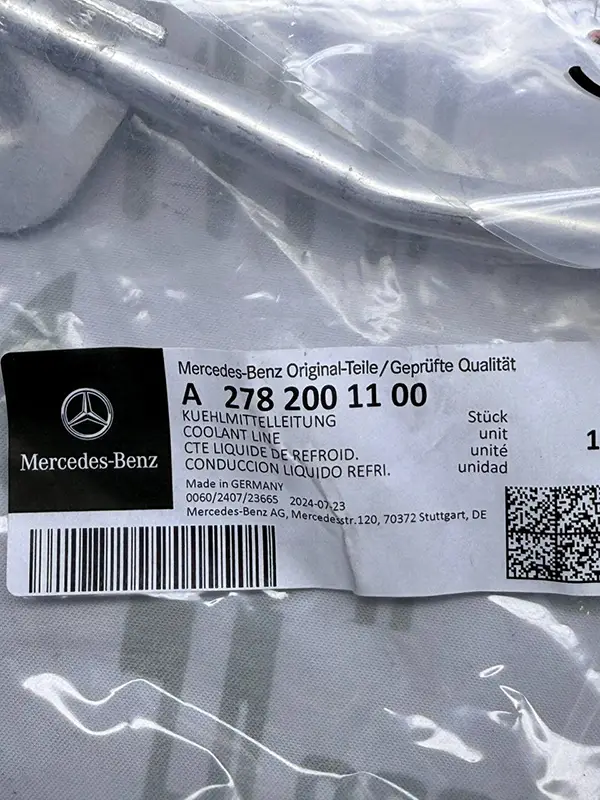 Mercedes-Benz Original-Teile/Geprüfte Qualität
A 278 200 11 00
KUEHLMITTELLEITUNG
COOLANT LINE
CTE LIQUIDE DE REFROID.
CONDUCCION LIQUIDO REFRI.
Stück
unit
unité
unidad
1
Mercedes-Benz
Made in GERMANY
0060/2407/23665 2024-07-23
Mercedes-Benz AG, Mercedesstr.120, 70372 Stuttgart, DE